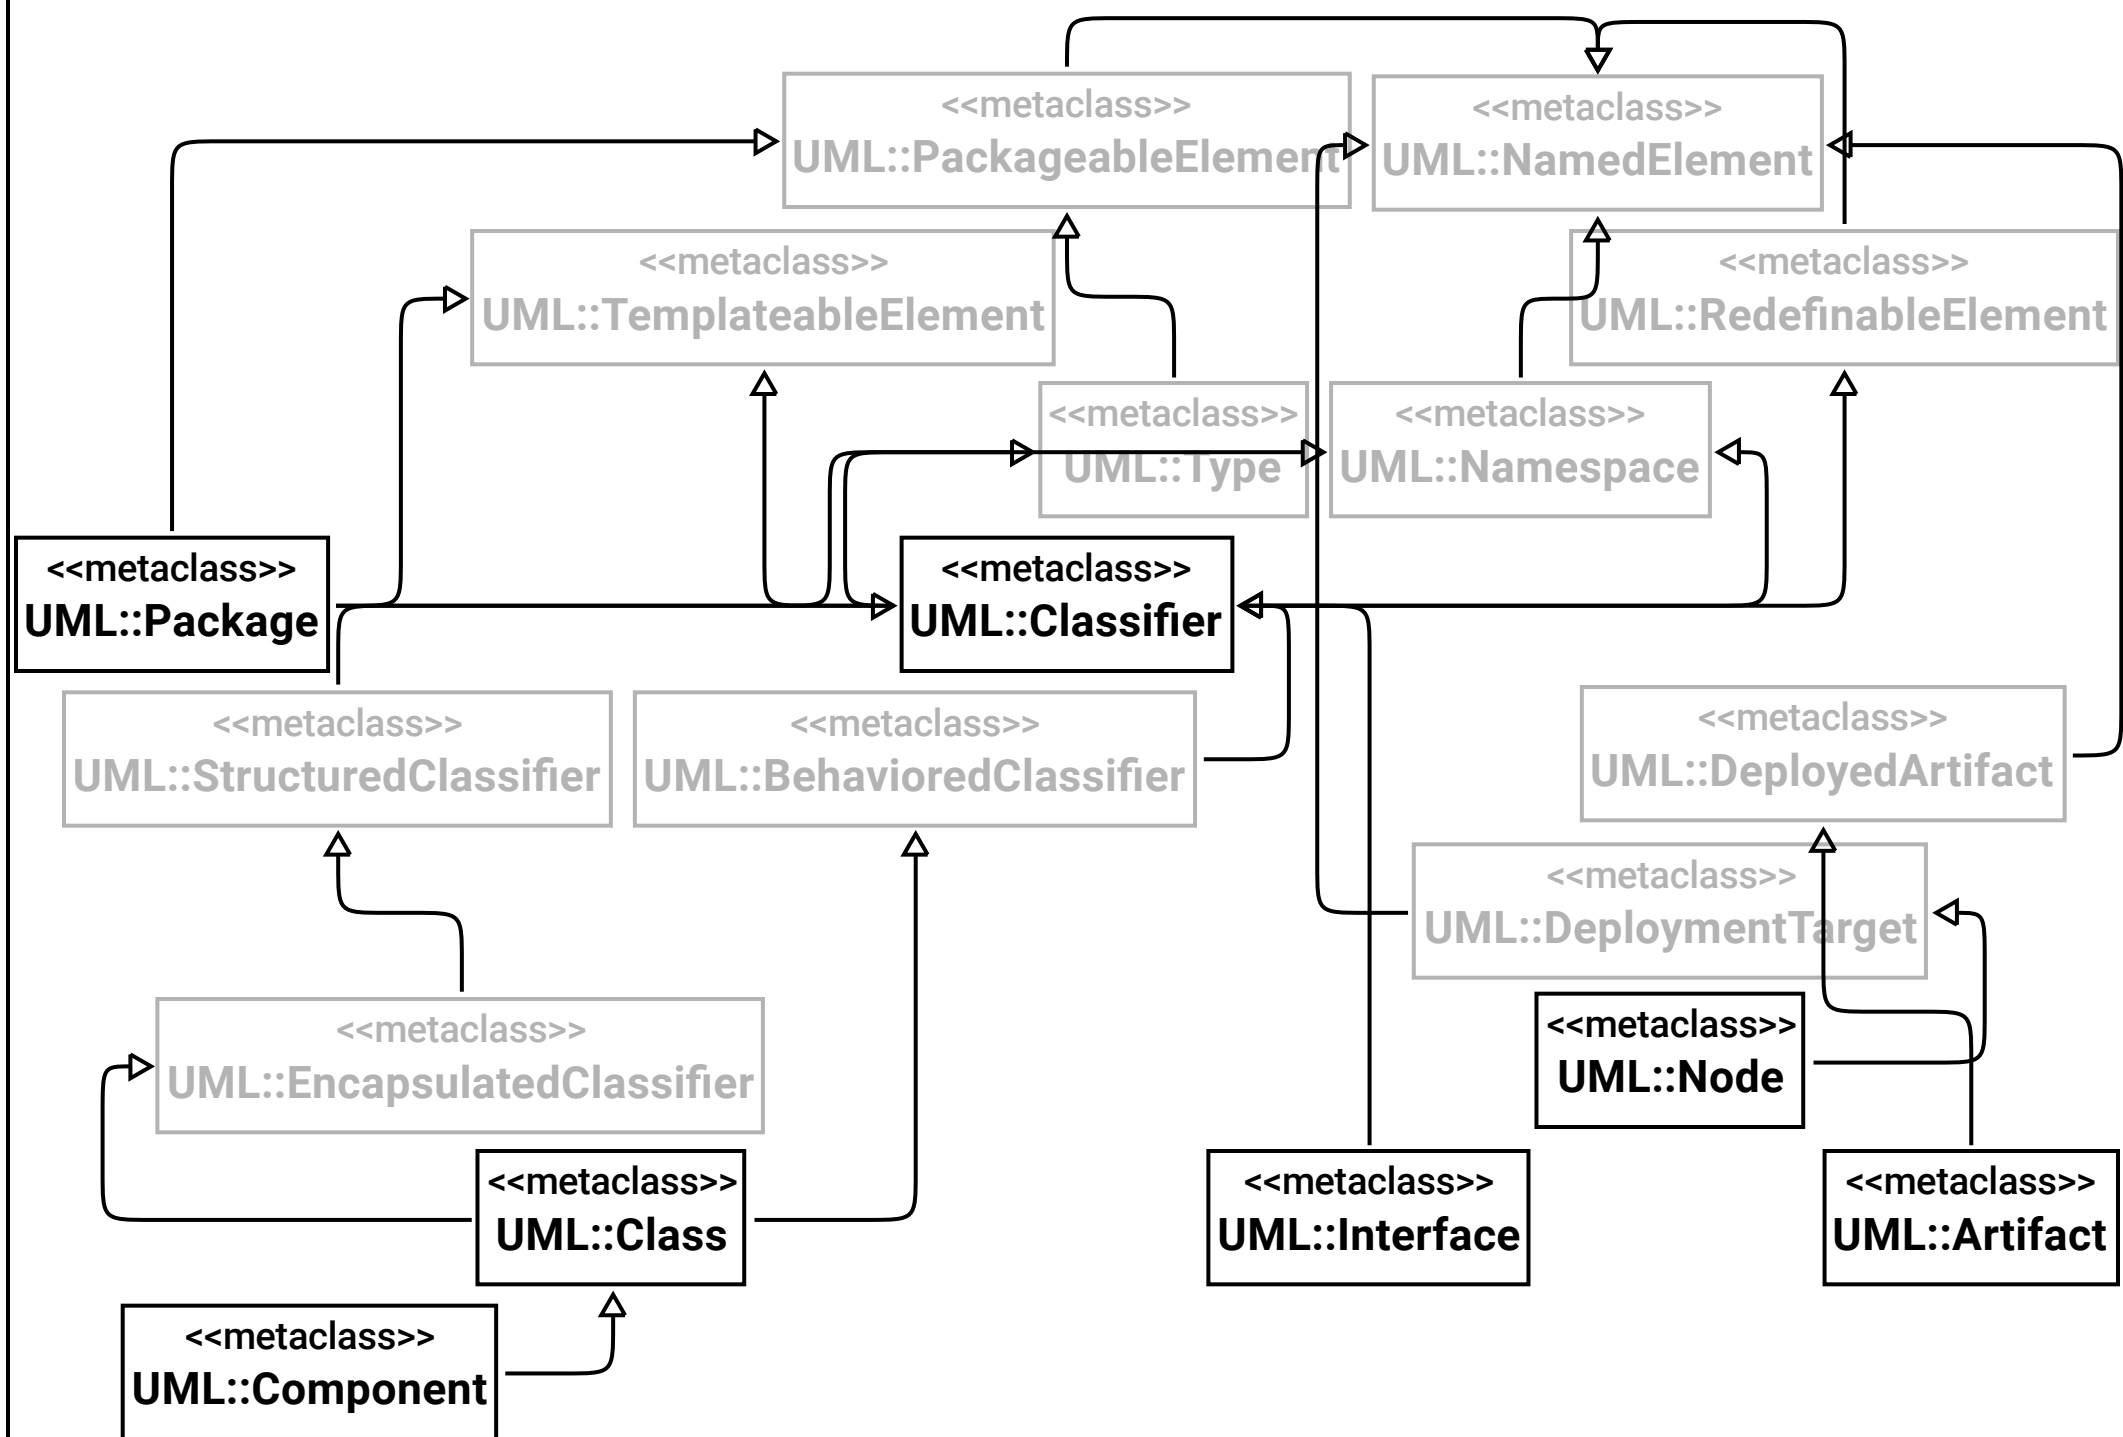 <<metaclass>>
UML::PackageableElement
<<metaclass>>
UML::NamedElement
<<metaclass>>
UML::TemplateableElement
<<metaclass>>
UML::RedefinableElement
<<metaclass>>
UML::Type
<<metaclass>>
UML::Namespace
<<metaclass>>
UML::Package
<<metaclass>>
UML::Classifier
<<metaclass>>
UML::StructuredClassifier
<<metaclass>>
UML::BehavioredClassifier
<<metaclass>>
UML::DeployedArtifact
<<metaclass>>
UML::DeploymentTarget
<<metaclass>>
UML::EncapsulatedClassifier
<<metaclass>>
UML::Node
<<metaclass>>
UML::Class
<<metaclass>>
UML::Interface
<<metaclass>>
UML::Artifact
<<metaclass>>
UML::Component